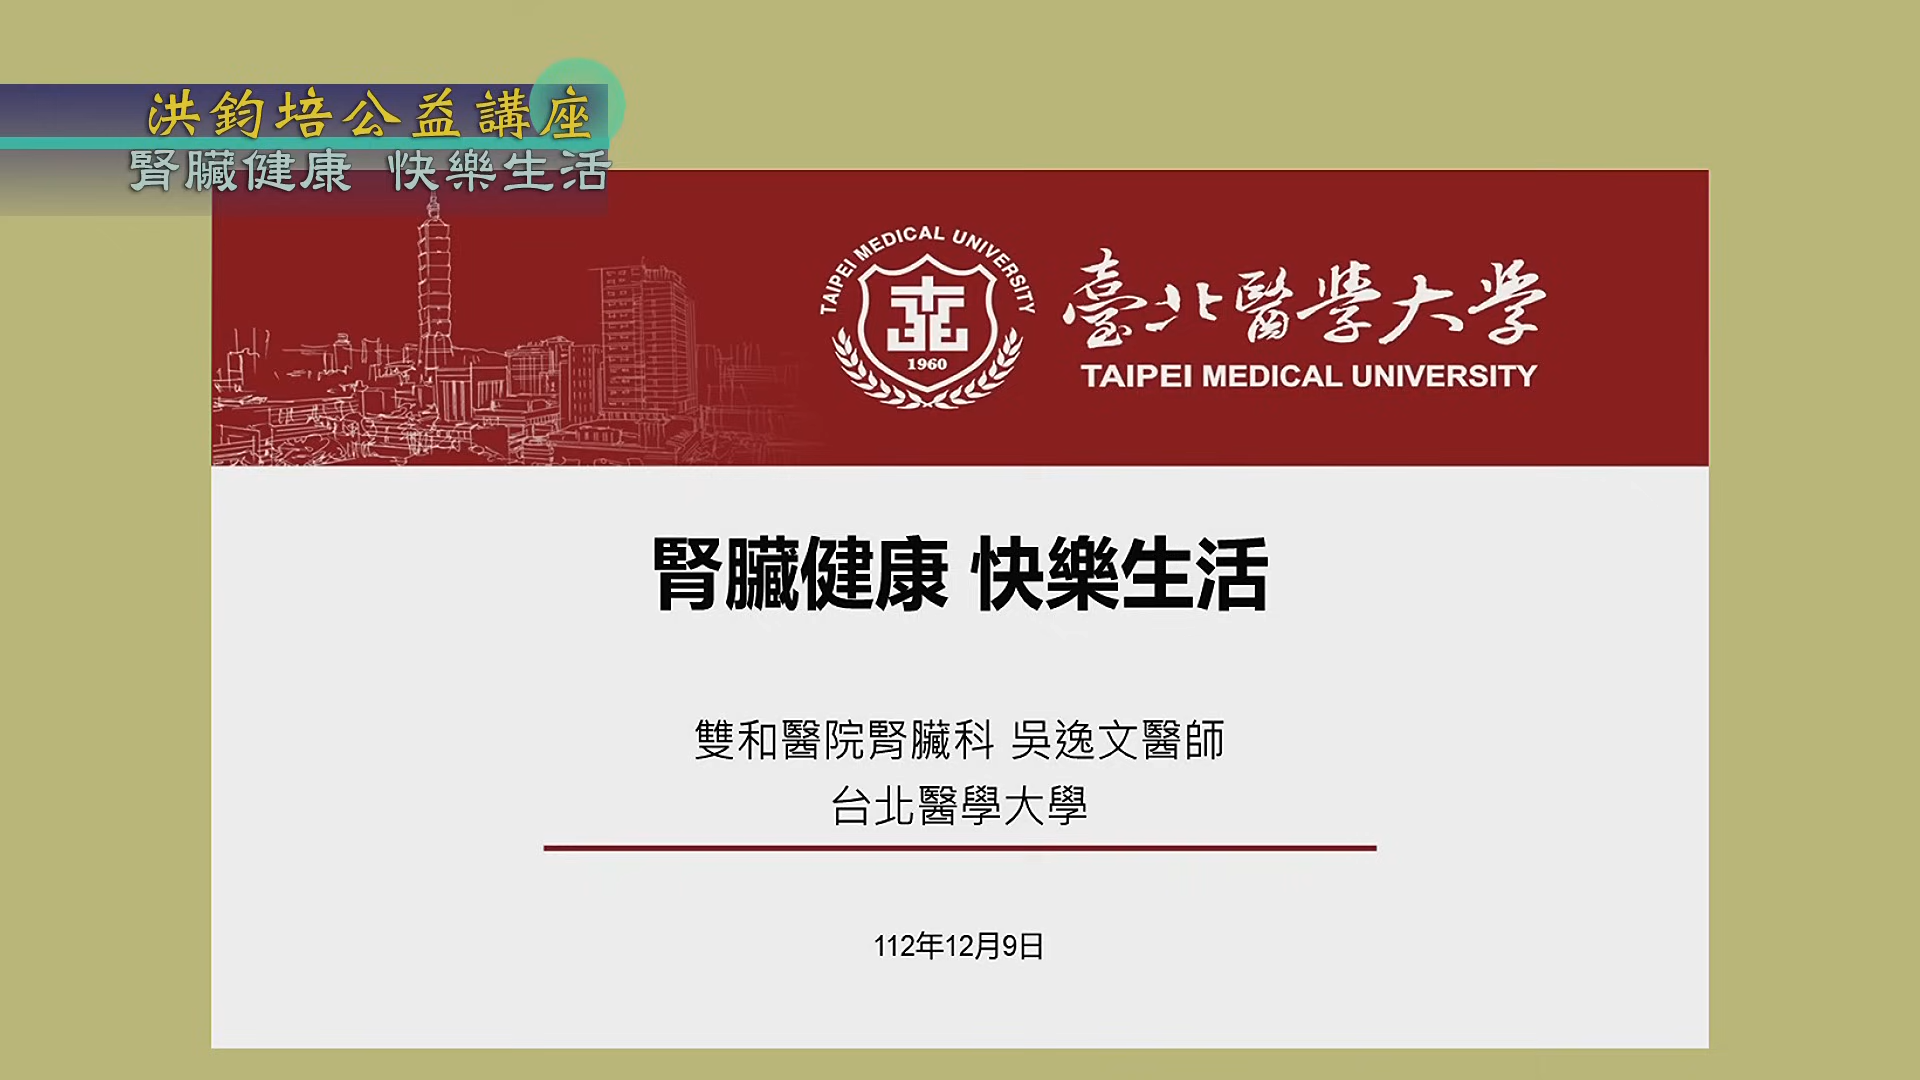 洪鈞培公益講座
腎臟健康 快樂生活
TAIPEI MEDICAL UNIVERSITY
1960
臺北醫學大學
TAIPEI MEDICAL UNIVERSITY
腎臟健康 快樂生活
雙和醫院腎臟科 吳逸文醫師
台北醫學大學
112年12月9日